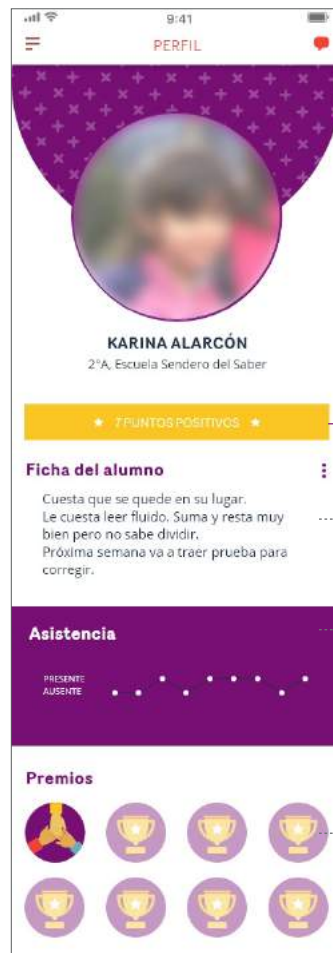 9:41
PERFIL
KARINA ALARCÓN
2°A, Escuela Sendero del Saber
7 PUNTOS POSITIVOS
Ficha del alumno
Cuesta que se quede en su lugar.
Le cuesta leer fluido. Suma y resta muy
bien pero no sabe dividir.
Próxima semana va a traer prueba para
corregir.
Asistencia
PRESENTE
AUSENTE
Premios